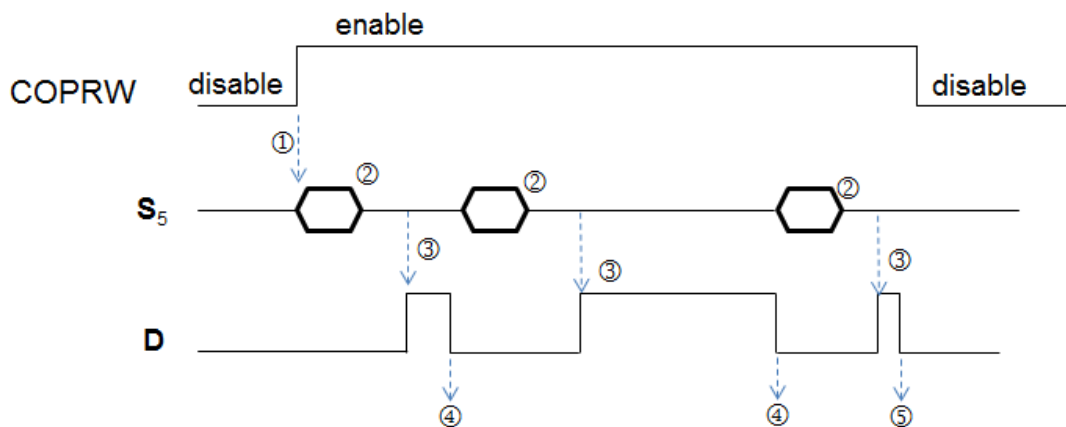 enable
disable
COPRW
disable
①
②
②
②
S₅
③
③
③
D
④
④
⑤